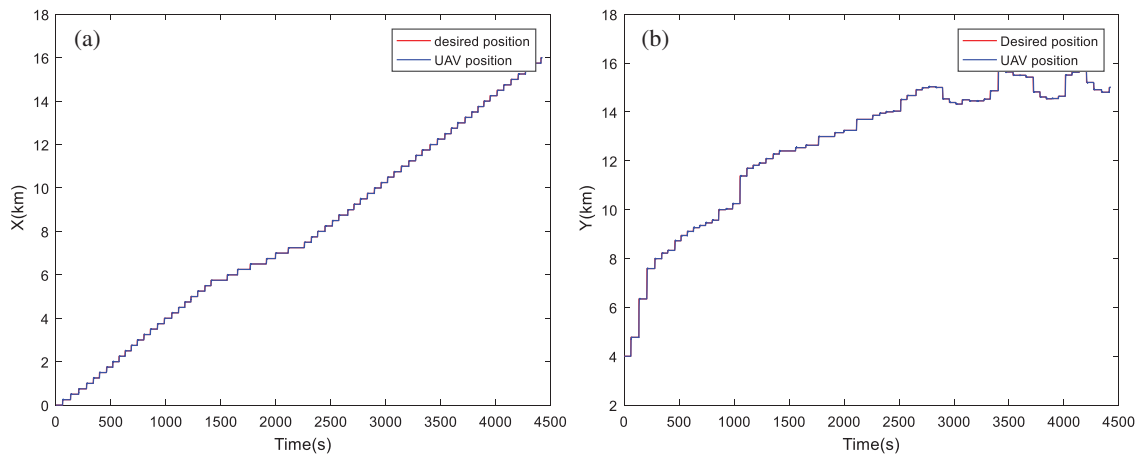 (a)
desired position
UAV position
18
16
14
12
10
8
6
4
2
0
X(km)
0 500 1000 1500 2000 2500 3000 3500 4000 4500
Time(s)
(b)
Desired position
UAV position
18
16
14
12
10
8
6
4
2
Y(km)
0 500 1000 1500 2000 2500 3000 3500 4000 4500
Time(s)